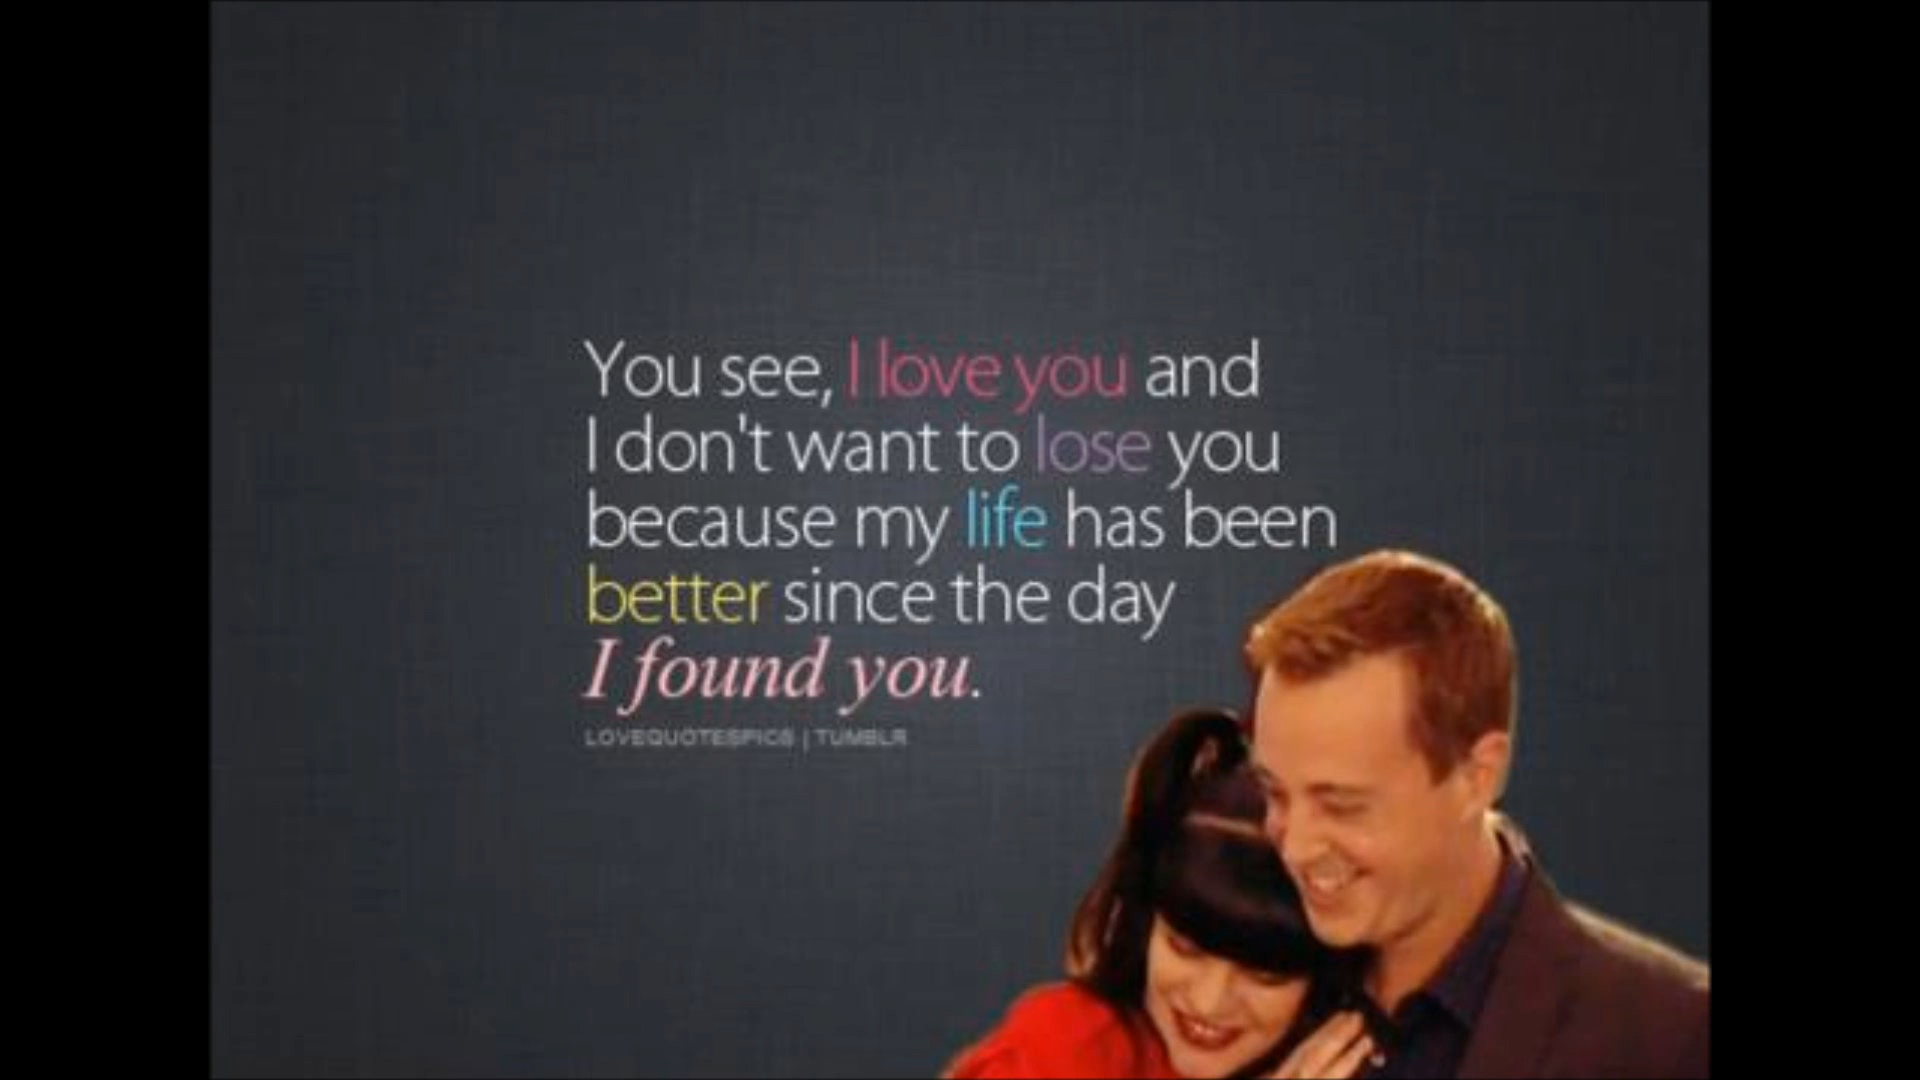 You see, I love you and
I don't want to lose you
because my life has been
better since the day
I found you.
LOVEQUOTESPICS | TUMBLR